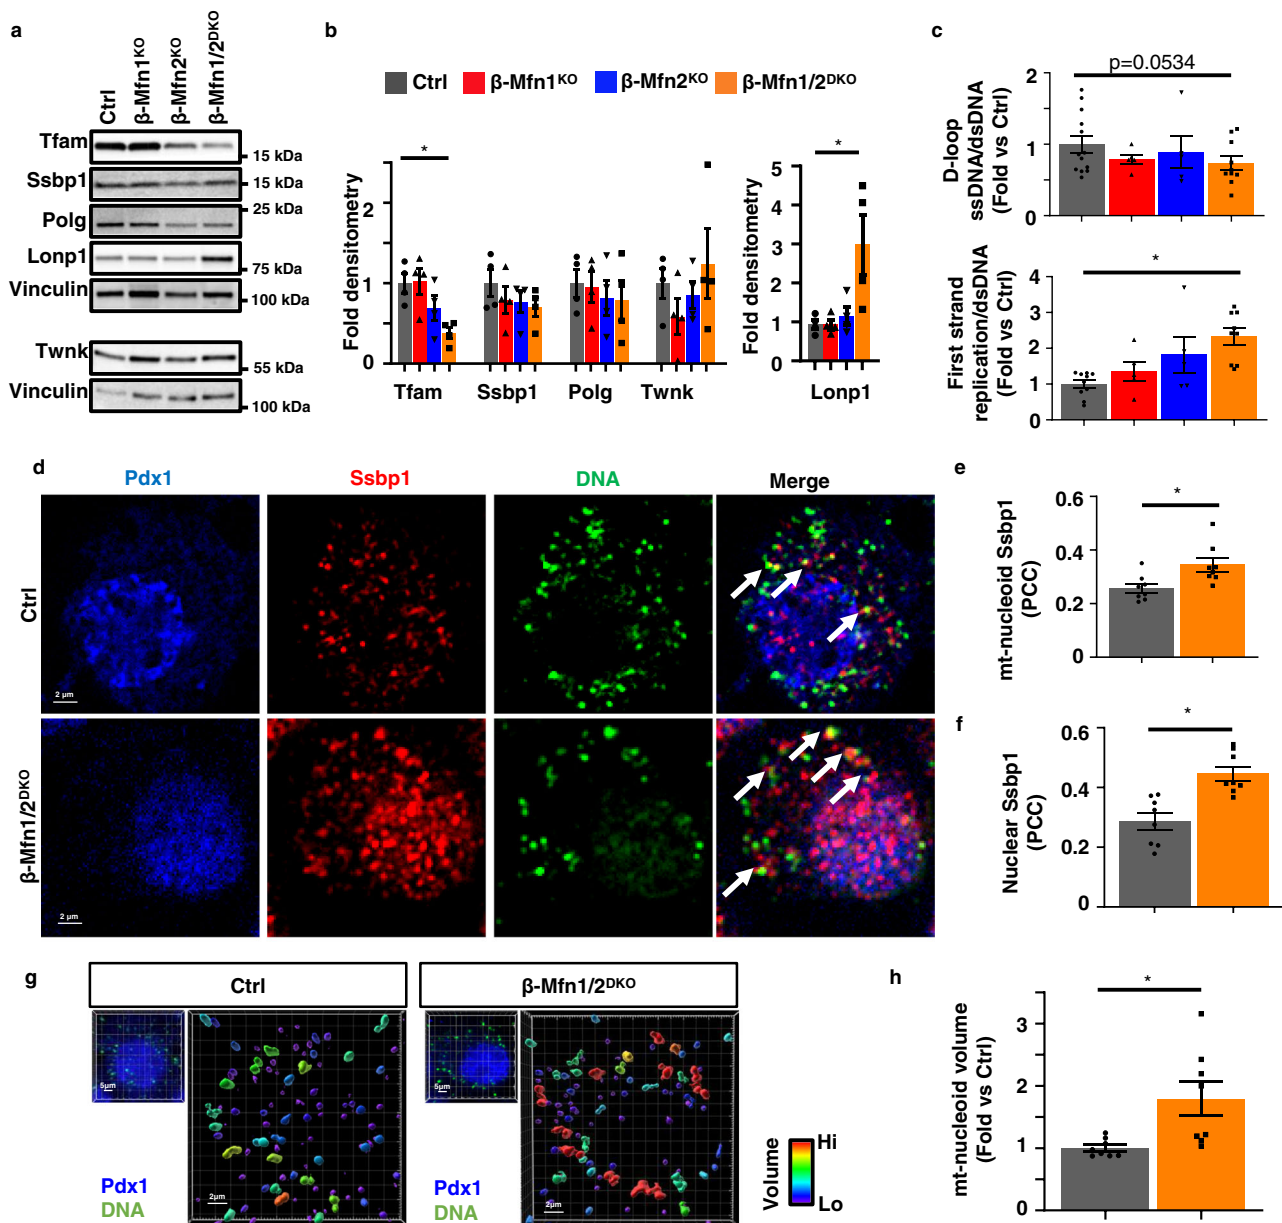 a
Ctrl
β-Mfn1KO
β-Mfn2KO
β-Mfn1/2DKO
Tfam
15 kDa
Ssbp1
15 kDa
Polg
25 kDa
Lonp1
75 kDa
Vinculin
100 kDa
Twnk
55 kDa
Vinculin
100 kDa
b
Ctrl
β-Mfn1KO
β-Mfn2KO
β-Mfn1/2DKO
Fold densitometry
2
1
0
*
Tfam
Ssbp1
Polg
Twnk
Fold densitometry
5
4
3
2
1
0
*
Lonp1
c
D-loop
ssDNA/dsDNA
(Fold vs Ctrl)
2
1
0
p=0.0534
First strand
replication/dsDNA
(Fold vs Ctrl)
4
3
2
1
0
*
d
Pdx1
Ssbp1
DNA
Merge
Ctrl
2 µm
β-Mfn1/2DKO
2 µm
e
mt-nucleoid Ssbp1
(PCC)
0.6
0.4
0.2
0
*
f
Nuclear Ssbp1
(PCC)
0.6
0.4
0.2
0
*
g
Ctrl
β-Mfn1/2DKO
5µm
2µm
5µm
2µm
Pdx1
DNA
Pdx1
DNA
Volume
Hi
Lo
h
mt-nucleoid volume
(Fold vs Ctrl)
3
2
1
0
*